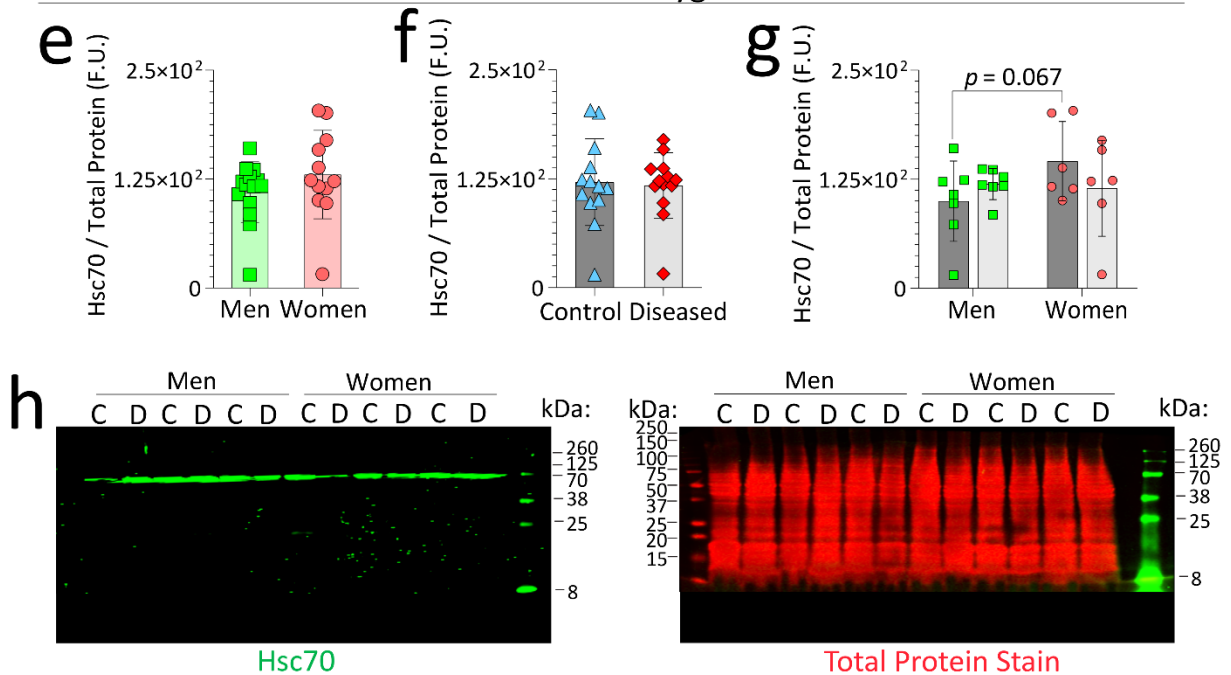 e
Hsc70 / Total Protein (F.U.)
2.5×10²
1.25×10²
0
Men Women
f
Hsc70 / Total Protein (F.U.)
2.5×10²
1.25×10²
0
Control Diseased
g
Hsc70 / Total Protein (F.U.)
2.5×10²
1.25×10²
0
p = 0.067
Men Women
h
Men Women
C D C D C D C D C D C D
kDa:
260
125
70
38
25
8
Hsc70
Men Women
kDa: C D C D C D C D C D C D kDa:
250
150
100
75
50
37
25
20
15
260
125
70
38
25
8
Total Protein Stain